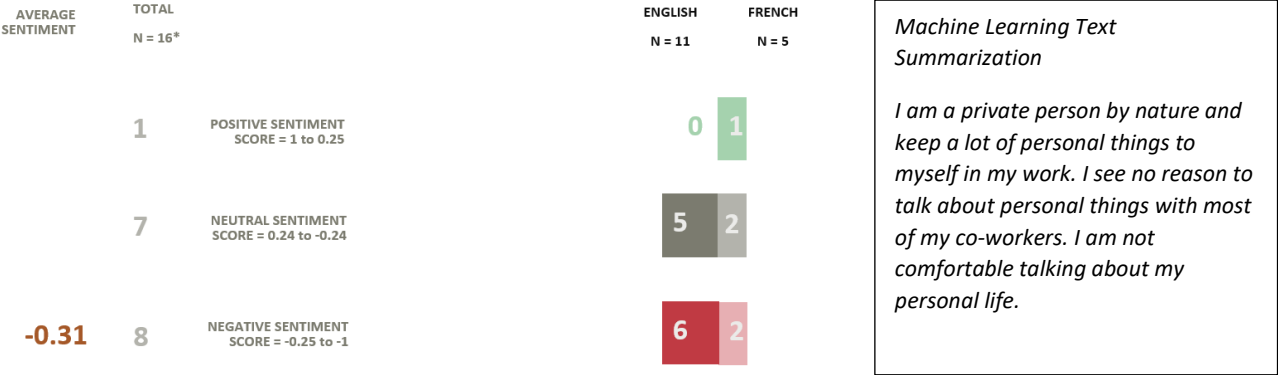 AVERAGE
SENTIMENT
TOTAL
N = 16*
ENGLISH
N = 11
FRENCH
N = 5
1
POSITIVE SENTIMENT
SCORE = 1 to 0.25
0
1
7
NEUTRAL SENTIMENT
SCORE = 0.24 to -0.24
5
2
-0.31
8
NEGATIVE SENTIMENT
SCORE = -0.25 to -1
6
2
Machine Learning Text
Summarization
I am a private person by nature and
keep a lot of personal things to
myself in my work. I see no reason to
talk about personal things with most
of my co-workers. I am not
comfortable talking about my
personal life.